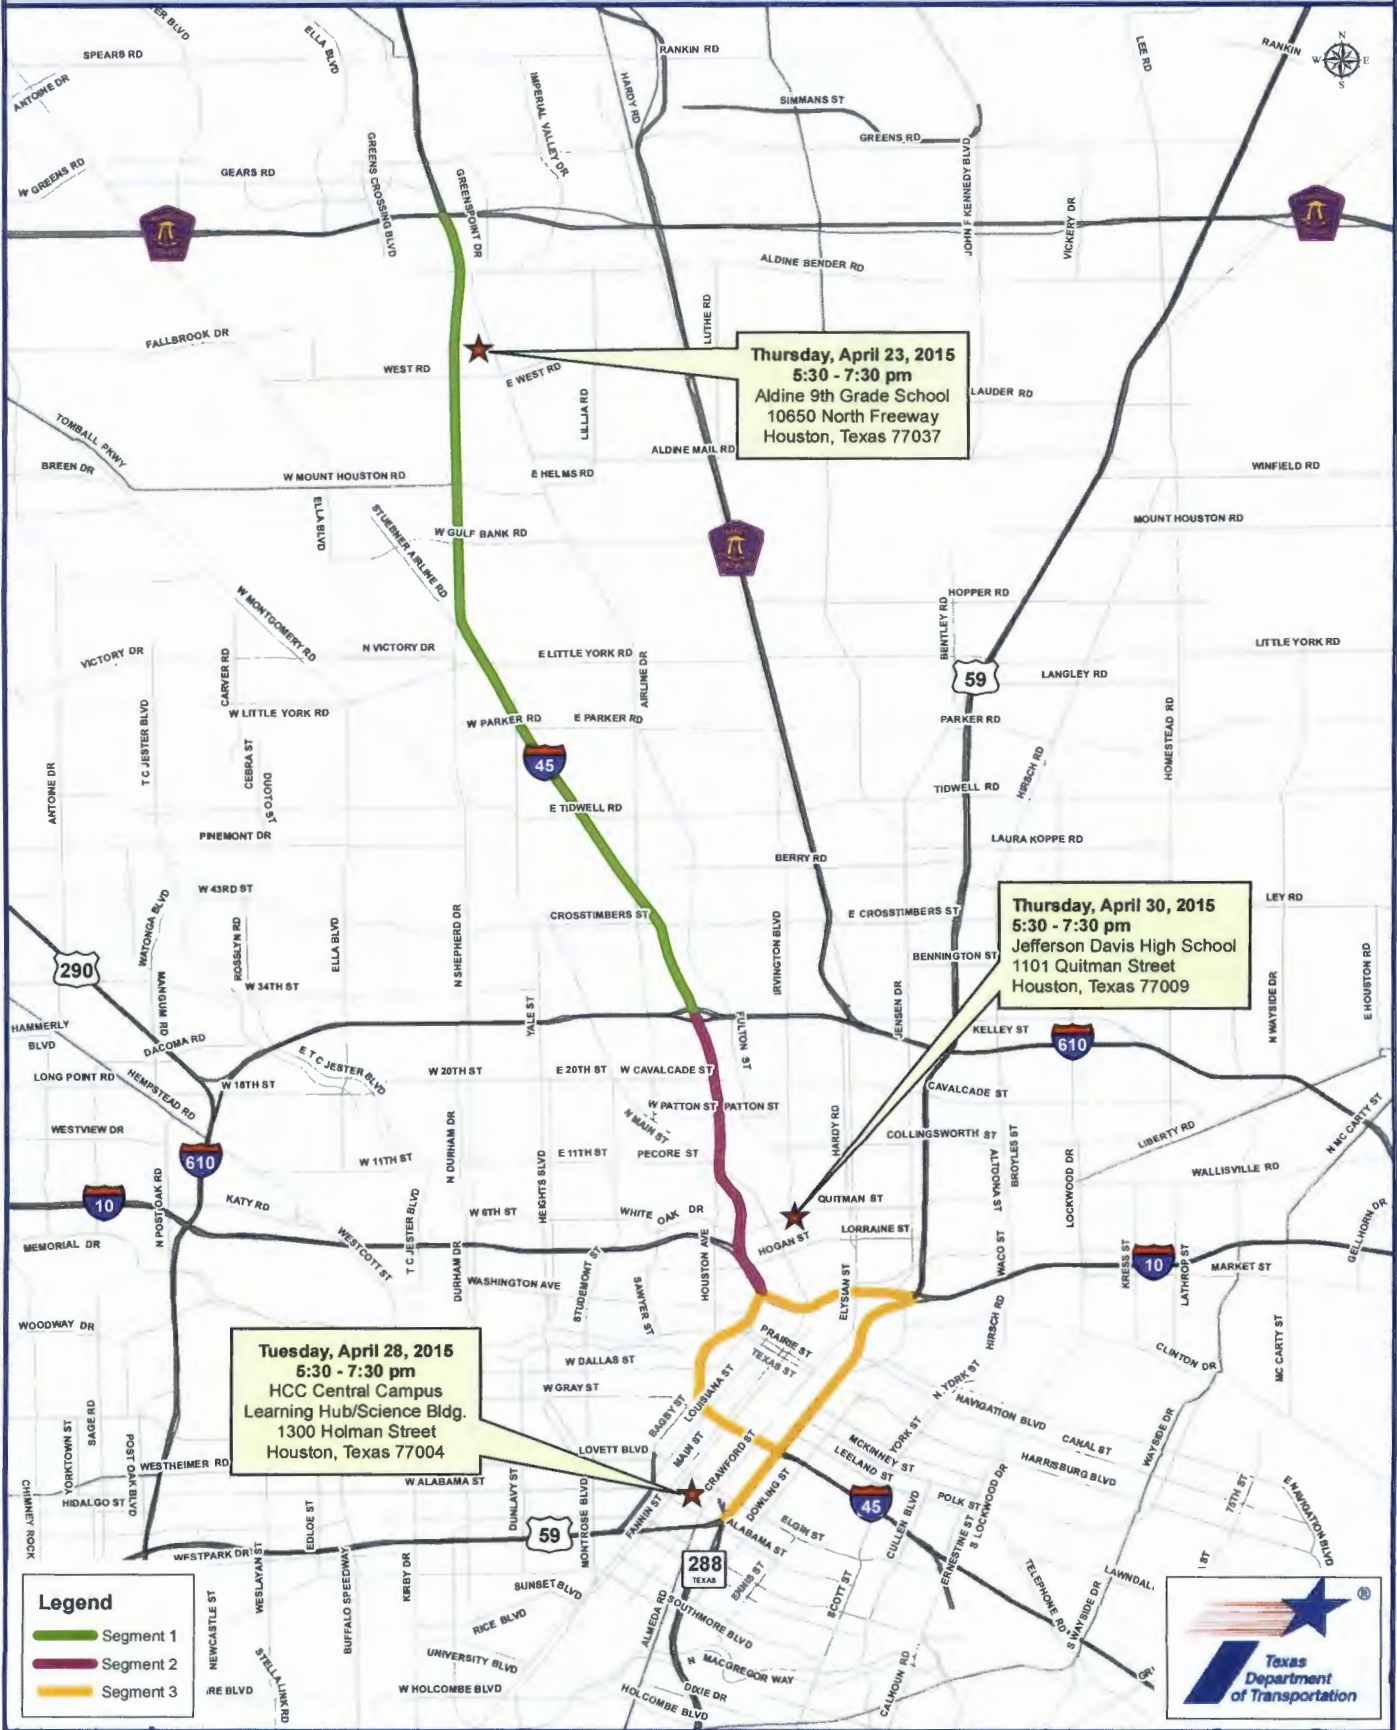 SPEARS RD
ELLA BLVD
ANTOINE DR
RANKIN RD
LEE RD
RANKIN
N
W E
S
IMPERIAL VALLEY DR
HARDY RD
SIMMANS ST
GREENS RD
W GREENS RD
GEARS RD
GREENS CROSSING BLVD
GREENSPOINT DR
JOHN F KENNEDY BLVD
VICKERY DR
ALDINE BENDER RD
LUTHE RD
FALLBROOK DR
WEST RD
E WEST RD
LILLJA RD
Thursday, April 23, 2015
5:30 - 7:30 pm
Aldine 9th Grade School
10650 North Freeway
Houston, Texas 77037
LAUDER RD
TOMBALL PKWY
BREEN DR
W MOUNT HOUSTON RD
E HELMS RD
ALDINE MAIL RD
WINFIELD RD
ELLA BLVD
STUEBNER AIRLINE RD
W GULF BANK RD
MOUNT HOUSTON RD
W MONTGOMERY RD
HOPPER RD
BENTLEY RD
VICTORY DR
CARVER RD
N VICTORY DR
E LITTLE YORK RD
AIRLINE DR
LITTLE YORK RD
59
LANGLEY RD
T C JESTER BLVD
W LITTLE YORK RD
W PARKER RD
E PARKER RD
PARKER RD
HOMESTEAD RD
ANTOINE DR
CEBRA ST
DUOTO ST
45
HIRSCH RD
TIDWELL RD
E TIDWELL RD
PINEMONT DR
LAURA KOPPE RD
BERRY RD
W 43RD ST
WATONGA BLVD
ROSSLYN RD
ELLA BLVD
N SHEPHERD DR
CROSSTIMBERS ST
IRVINGTON BLVD
E CROSSTIMBERS ST
BENNINGTON ST
Thursday, April 30, 2015
5:30 - 7:30 pm
Jefferson Davis High School
1101 Quitman Street
Houston, Texas 77009
LEY RD
290
MANGUM RD
W 34TH ST
YALE ST
FULTON ST
JENSEN DR
KELLEY ST
610
N WAYSIDE DR
E HOUSTON RD
HAMMERLY
BLVD
DACOMA RD
LONG POINT RD
HEMPSTEAD RD
W 18TH ST
E T C JESTER BLVD
W 20TH ST
E 20TH ST
W CAVALCADE ST
CAVALCADE ST
W PATTON ST
PATTON ST
N MAIN ST
HARDY RD
COLLINGSWORTH ST
LIBERTY RD
N MC CARTY ST
WESTVIEW DR
610
W 11TH ST
N DURHAM DR
E 11TH ST
PECORE ST
ALTOONA ST
BROYLES ST
LOCKWOOD DR
WALLISVILLE RD
10
N POST OAK RD
KATY RD
HEIGHTS BLVD
W 6TH ST
WHITE OAK DR
QUITMAN ST
LORRAINE ST
HOGAN ST
MEMORIAL DR
WESTCOTT ST
T C JESTER BLVD
DURHAM DR
WASHINGTON AVE
STUDEMONT ST
SAWYER ST
HOUSTON AVE
ELYSIAN ST
WACO ST
KRESS ST
10
LATHROP ST
MARKET ST
GELLHORN DR
WOODWAY DR
HIRSCH RD
PRAIRIE ST
TEXAS ST
CLINTON DR
MC CARTY ST
Tuesday, April 28, 2015
5:30 - 7:30 pm
HCC Central Campus
Learning Hub/Science Bldg.
1300 Holman Street
Houston, Texas 77004
W DALLAS ST
W GRAY ST
BAGBY ST
LOUISIANA ST
N YORK ST
NAVIGATION BLVD
YORKTOWN ST
SAGE RD
POST OAK BLVD
WESTHEIMER RD
LOVETT BLVD
MAIN ST
CRAWFORD ST
MCKINNEY ST
YORK ST
LEELAND ST
CANAL ST
HARRISBURG BLVD
WAYSIDE DR
CHIMNEY ROCK
HIDALGO ST
W ALABAMA ST
DUNLAVY ST
MONTROSE BLVD
FANNIN ST
DOWLING ST
45
POLK ST
CULLEN BLVD
ERNESTINE ST
S LOCKWOOD DR
75TH ST
E NAVIGATION BLVD
EDLOE ST
59
ELGIN ST
ALABAMA ST
WESTPARK DR
288
TEXAS
ENNIS ST
SCOTT ST
TELEPHONE RD
LAWNDAL
ST
S WAYSIDE DR
Legend
Segment 1
Segment 2
Segment 3
NEWCASTLE ST
WESLAYAN ST
BUFFALO SPEEDWAY
KIRBY DR
SUNSET BLVD
RICE BLVD
ALMEDA RD
SOUTHMORE BLVD
UNIVERSITY BLVD
N MACGREGOR WAY
CALHOUN RD
STELLA LINK RD
W HOLCOMBE BLVD
HOLCOMBE BLVD
DIXIE DR
RE BLVD
®
Texas
Department
of Transportation